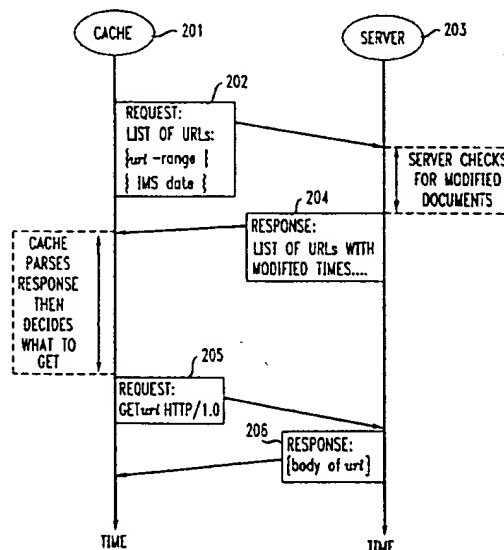 CACHE
201
SERVER
203
202
REQUEST:
LIST OF URLs:
{url-range {
} IMS date {
SERVER CHECKS
FOR MODIFIED
DOCUMENTS
204
RESPONSE:
LIST OF URLs WITH
MODIFIED TIMES....
CACHE
PARSES
RESPONSE
THEN
DECIDES
WHAT TO
GET
205
REQUEST:
GET url HTTP/1.0
206
RESPONSE:
{body of url}
TIME
TIME